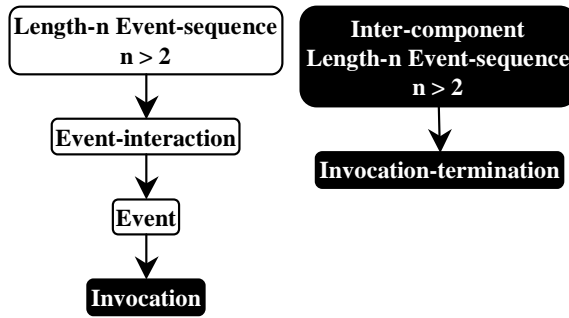 Length-n Event-sequence
n > 2
Event-interaction
Event
Invocation
Inter-component
Length-n Event-sequence
n > 2
Invocation-termination